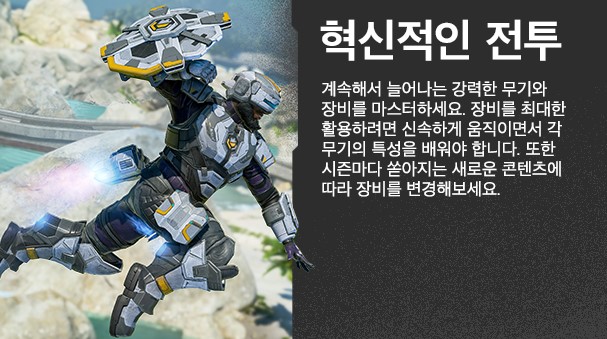 혁신적인 전투
계속해서 늘어나는 강력한 무기와
장비를 마스터하세요. 장비를 최대한
활용하려면 신속하게 움직이면서 각
무기의 특성을 배워야 합니다. 또한
시즌마다 쏟아지는 새로운 콘텐츠에
따라 장비를 변경해보세요.